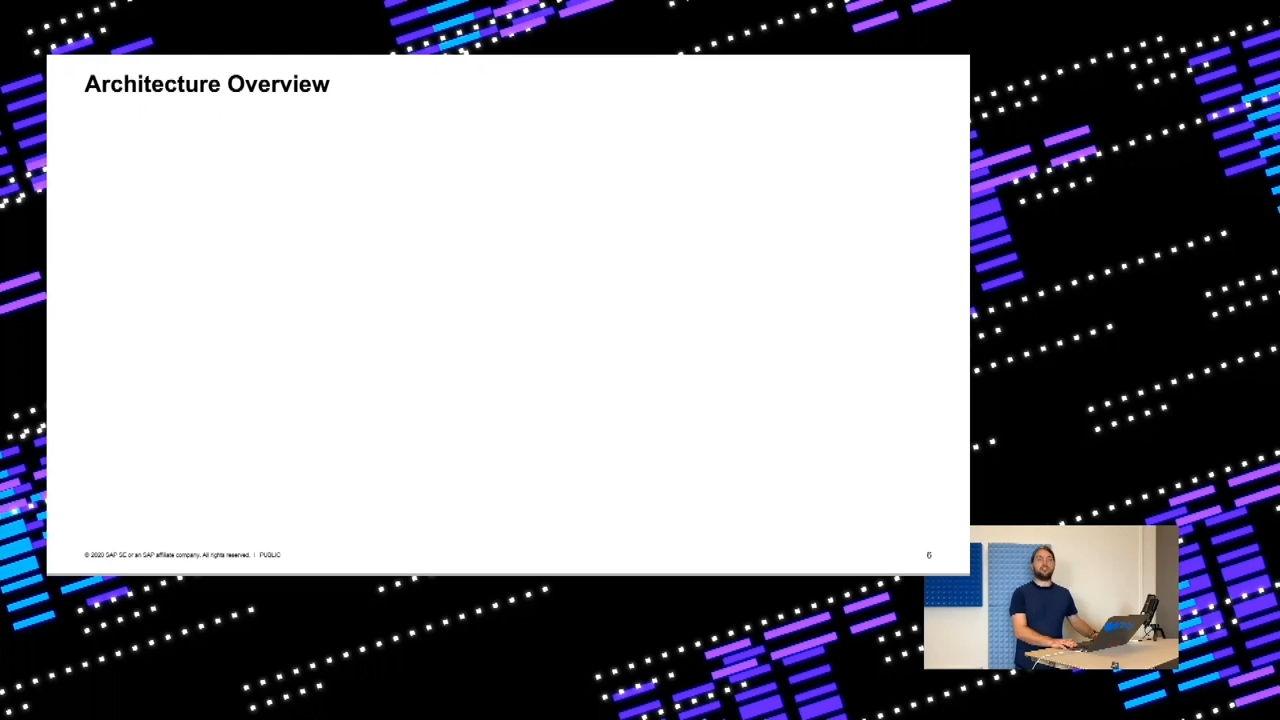 Architecture Overview
© 2020 SAP SE or an SAP affiliate company. All rights reserved. | PUBLIC
6